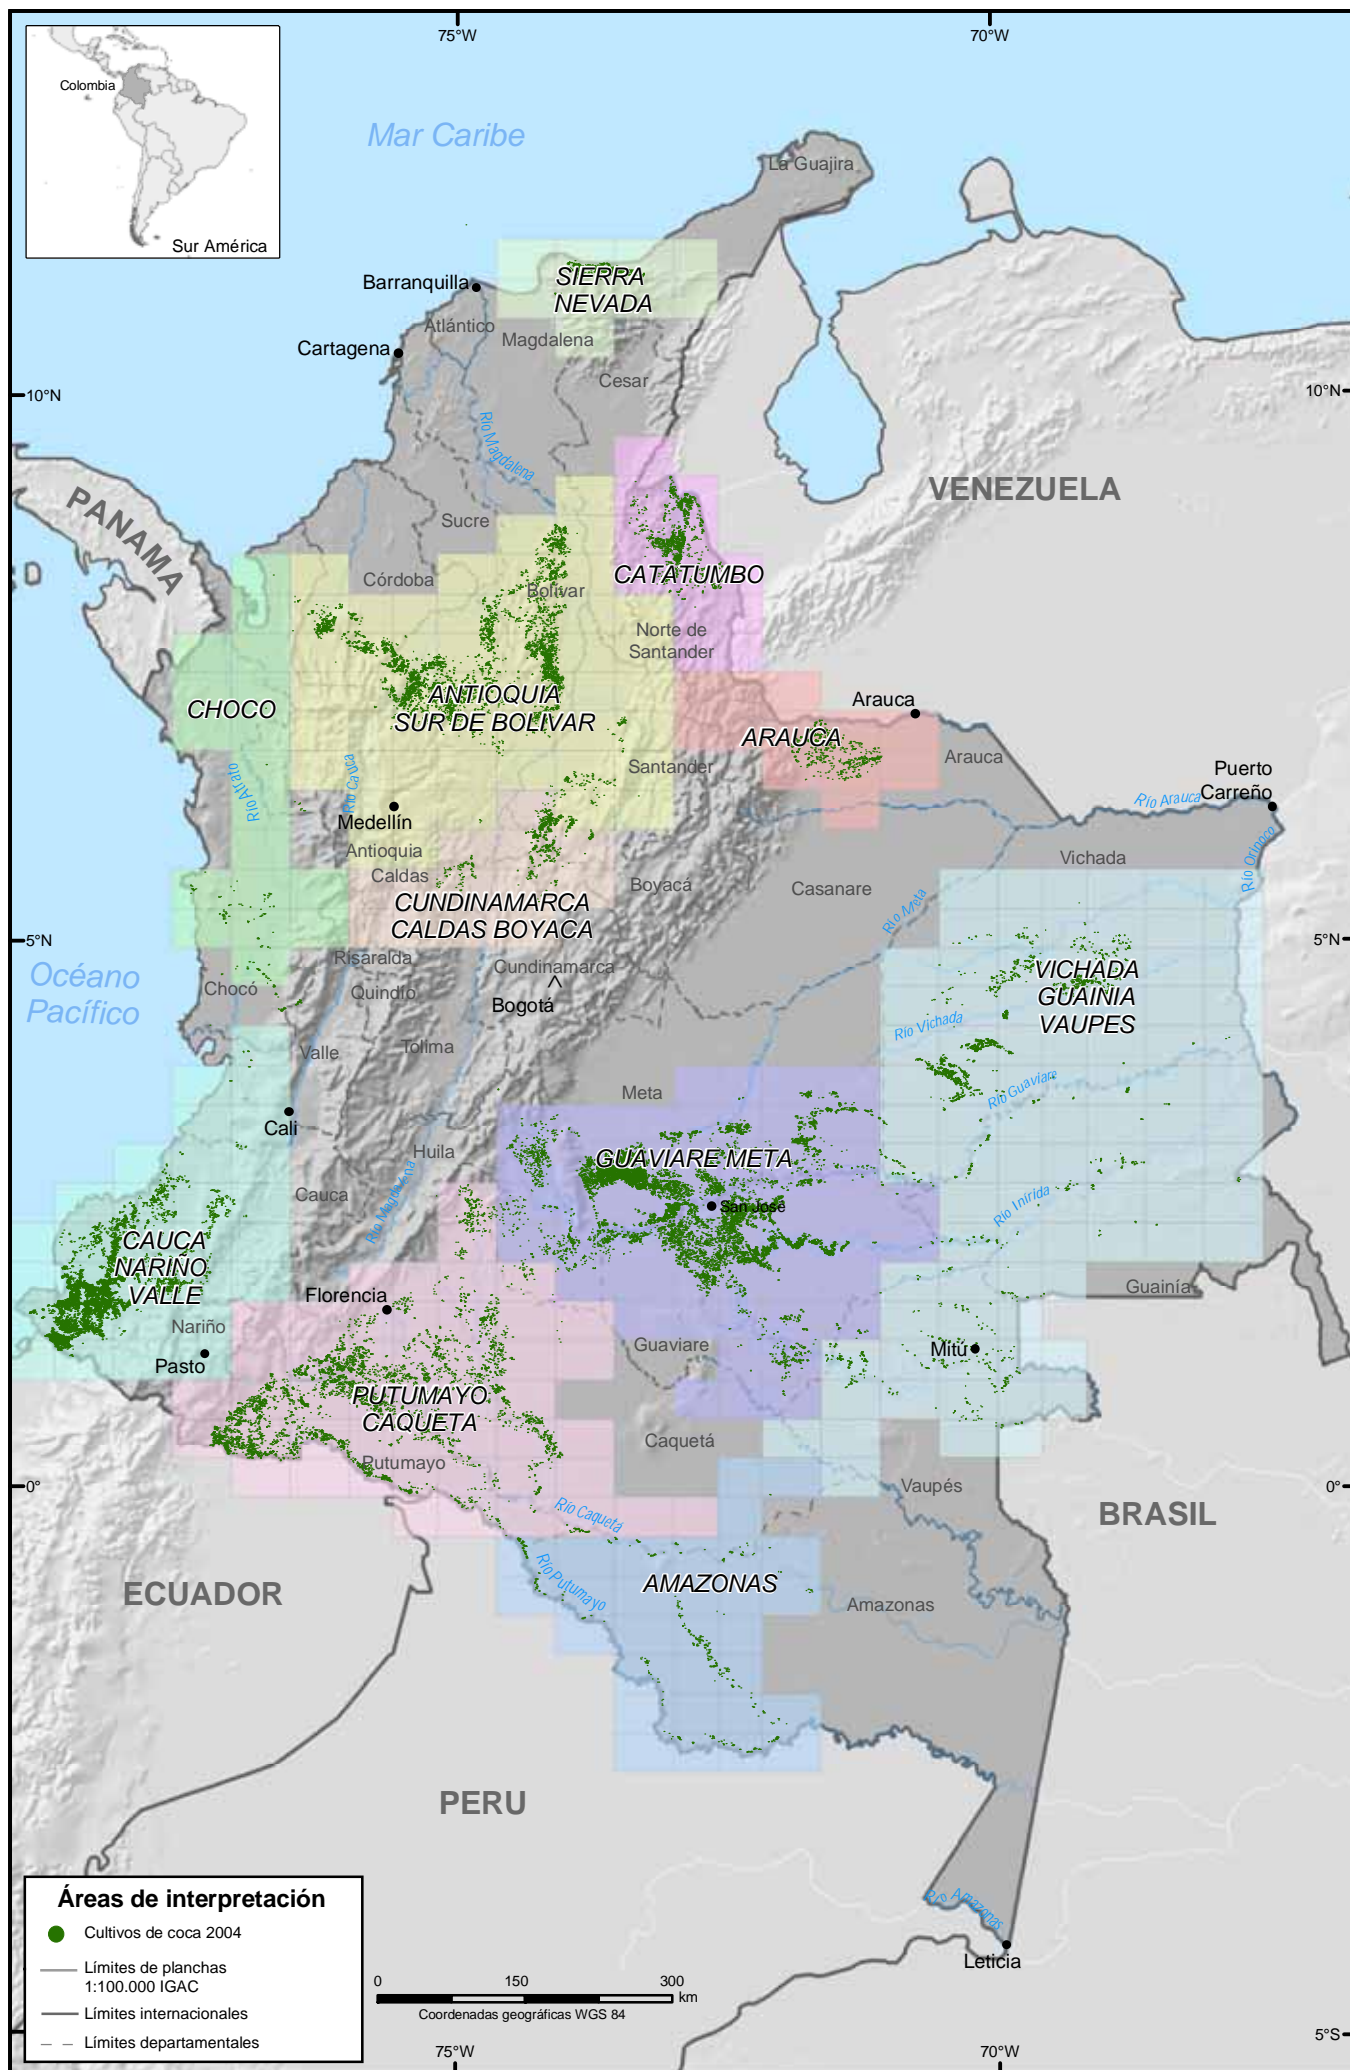 75°W
70°W
Colombia
Sur América
Mar Caribe
La Guajira
SIERRA
NEVADA
Barranquilla
Atlántico
Magdalena
Cartagena
Cesar
10°N
10°N
Río Magdalena
VENEZUELA
PANAMA
D
Sucre
CATATUMBO
Córdoba
Bolívar
Norte de
Santander
CHOCO
ANTIOQUIA
SUR DE BOLIVAR
Arauca
ARAUCA
Arauca
Santander
Puerto
Carreño
Río Atrato
Río Cauca
Río Arauca
Medellín
Antioquia
Vichada
Río Orinoco
Caldas
Boyacá
Casanare
CUNDINAMARCA
CALDAS BOYACA
Río Meta
5°N
5°N
Océano
Pacífico
Risaralda
Cundinamarca
Chocó
Quindío
Bogotá
VICHADA
GUAINIA
VAUPES
Río Vichada
Valle
Tolima
Meta
Río Guaviare
Cali
Huila
GUAVIARE META
Cauca
San José
Río Magdalena
Río Inirida
CAUCA
NARIÑO
VALLE
Florencia
Guainía
Nariño
Pasto
Guaviare
Mitú
PUTUMAYO
CAQUETA
Caquetá
Putumayo
0°
0°
Vaupés
Río Caquetá
BRASIL
ECUADOR
Río Putumayo
AMAZONAS
Amazonas
PERU
Río Amazonas
Leticia
Áreas de interpretación
Cultivos de coca 2004
Límites de planchas
1:100.000 IGAC
Límites internacionales
Límites departamentales
0
150
300
km
Coordenadas geográficas WGS 84
5°S
75°W
70°W